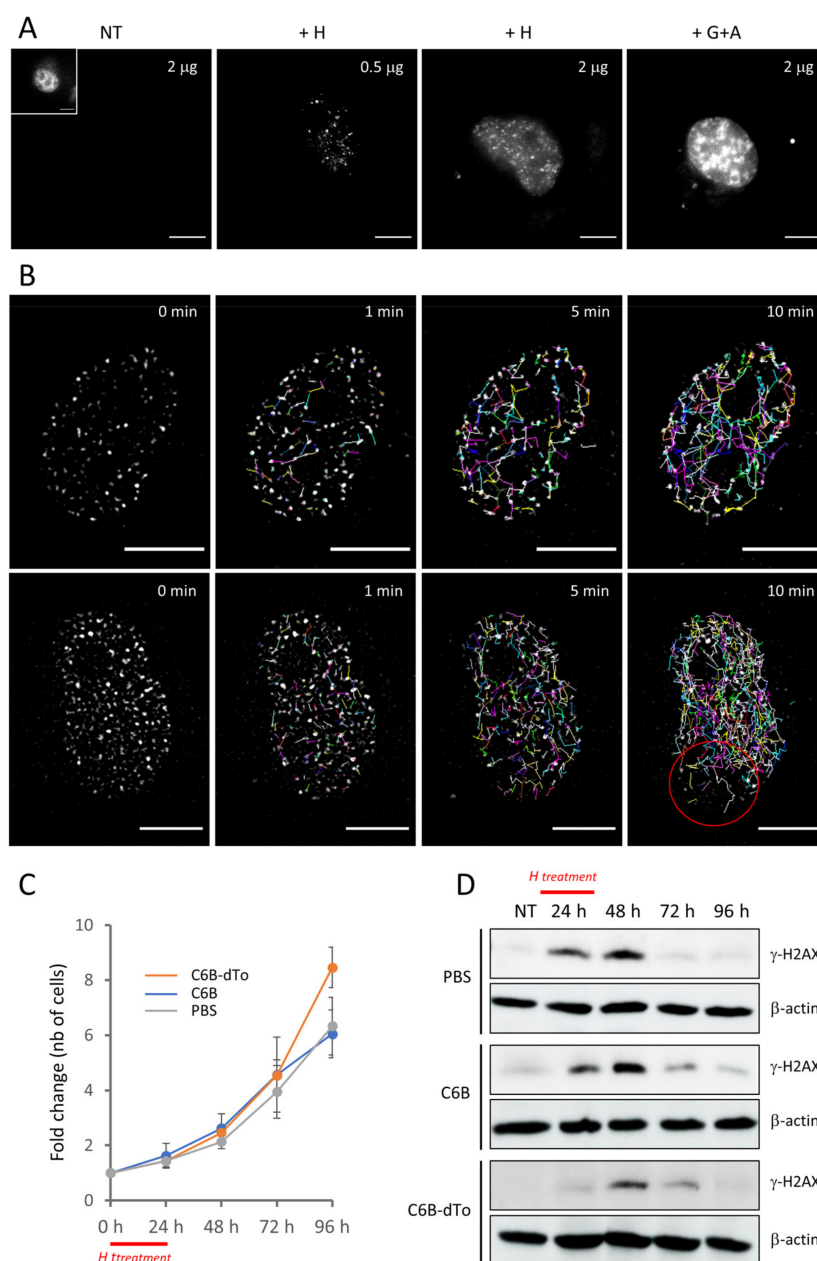 A
NT
+ H
+ H
+ G+A
2 µg
0.5 µg
2 µg
2 µg
B
0 min
1 min
5 min
10 min
0 min
1 min
5 min
10 min
C
Fold change (nb of cells)
10
8
6
4
2
0
C6B-dTo
C6B
PBS
0 h
24 h
48 h
72 h
96 h
H ttreatment
D
H treatment
NT
24 h
48 h
72 h
96 h
PBS
γ-H2AX
β-actin
C6B
γ-H2AX
β-actin
C6B-dTo
γ-H2AX
β-actin